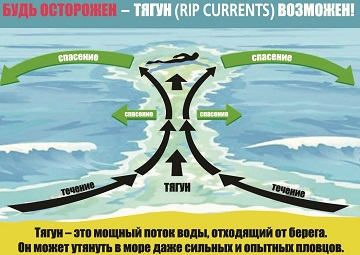 БУДЬ ОСТОРОЖЕН – ТЯГУН (RIP CURRENTS) ВОЗМОЖЕН!
спасение
спасение
спасение
спасение
течение
ТЯГУН
течение
Тягун – это мощный поток воды, отходящий от берега.
Он может утянуть в море даже сильных и опытных пловцов.